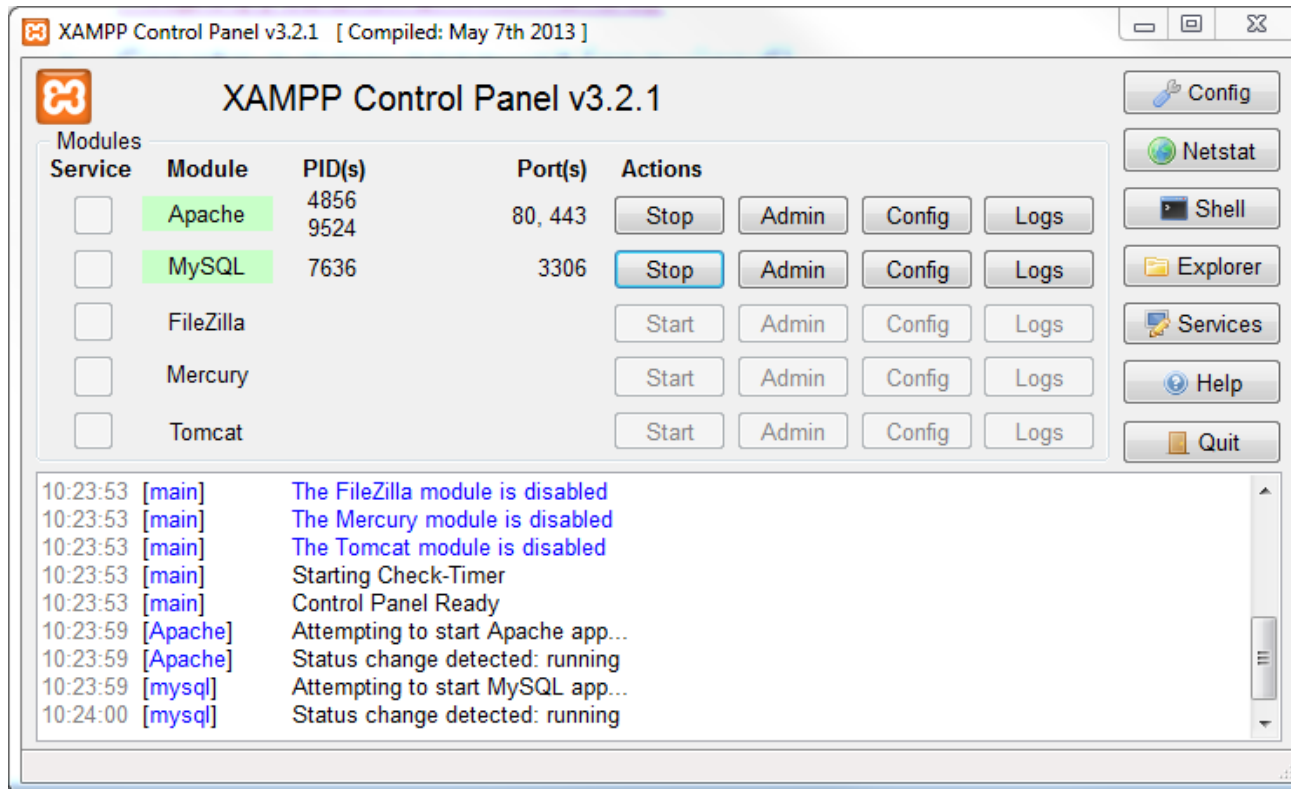 XAMPP Control Panel v3.2.1 [ Compiled: May 7th 2013 ]
XAMPP Control Panel v3.2.1
Config
Netstat
Shell
Explorer
Services
Help
Quit
Modules
Service Module PID(s) Port(s) Actions
Apache 4856 9524 80, 443 Stop Admin Config Logs
MySQL 7636 3306 Stop Admin Config Logs
FileZilla Start Admin Config Logs
Mercury Start Admin Config Logs
Tomcat Start Admin Config Logs
10:23:53 [main] The FileZilla module is disabled
10:23:53 [main] The Mercury module is disabled
10:23:53 [main] The Tomcat module is disabled
10:23:53 [main] Starting Check-Timer
10:23:53 [main] Control Panel Ready
10:23:59 [Apache] Attempting to start Apache app...
10:23:59 [Apache] Status change detected: running
10:23:59 [mysql] Attempting to start MySQL app...
10:24:00 [mysql] Status change detected: running